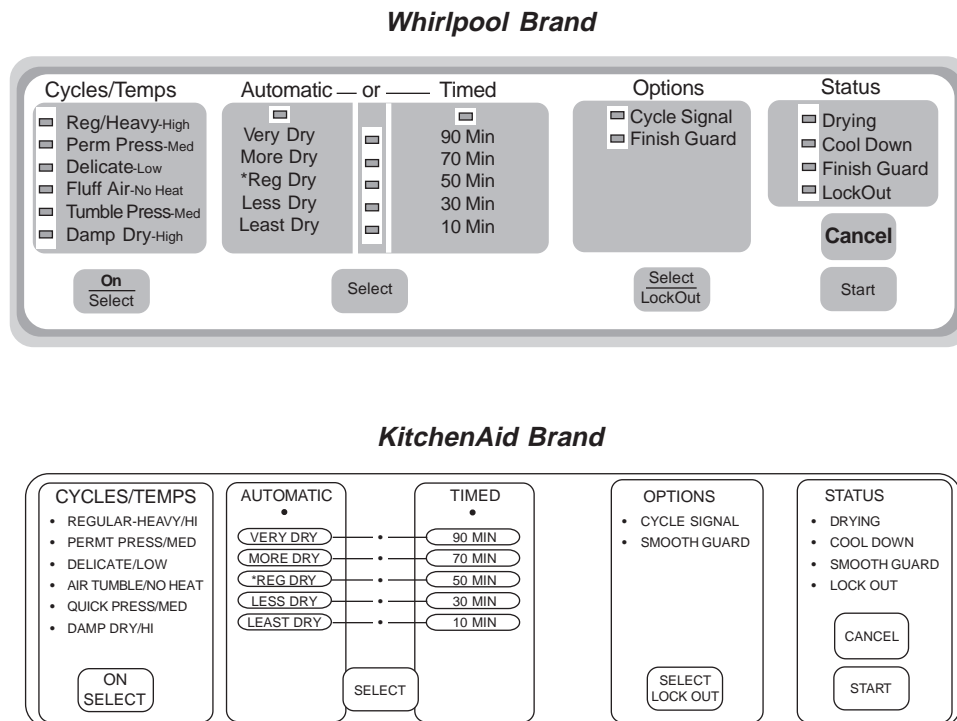 Whirlpool Brand
Cycles/Temps
Reg/Heavy-High
Perm Press-Med
Delicate-Low
Fluff Air-No Heat
Tumble Press-Med
Damp Dry-High
On
Select
Automatic or Timed
Very Dry 90 Min
More Dry 70 Min
*Reg Dry 50 Min
Less Dry 30 Min
Least Dry 10 Min
Select
Options
Cycle Signal
Finish Guard
Select
LockOut
Status
Drying
Cool Down
Finish Guard
LockOut
Cancel
Start
KitchenAid Brand
CYCLES/TEMPS
• REGULAR-HEAVY/HI
• PERMT PRESS/MED
• DELICATE/LOW
• AIR TUMBLE/NO HEAT
• QUICK PRESS/MED
• DAMP DRY/HI
ON
SELECT
AUTOMATIC TIMED
VERY DRY 90 MIN
MORE DRY 70 MIN
*REG DRY 50 MIN
LESS DRY 30 MIN
LEAST DRY 10 MIN
SELECT
OPTIONS
• CYCLE SIGNAL
• SMOOTH GUARD
SELECT
LOCK OUT
STATUS
• DRYING
• COOL DOWN
• SMOOTH GUARD
• LOCK OUT
CANCEL
START